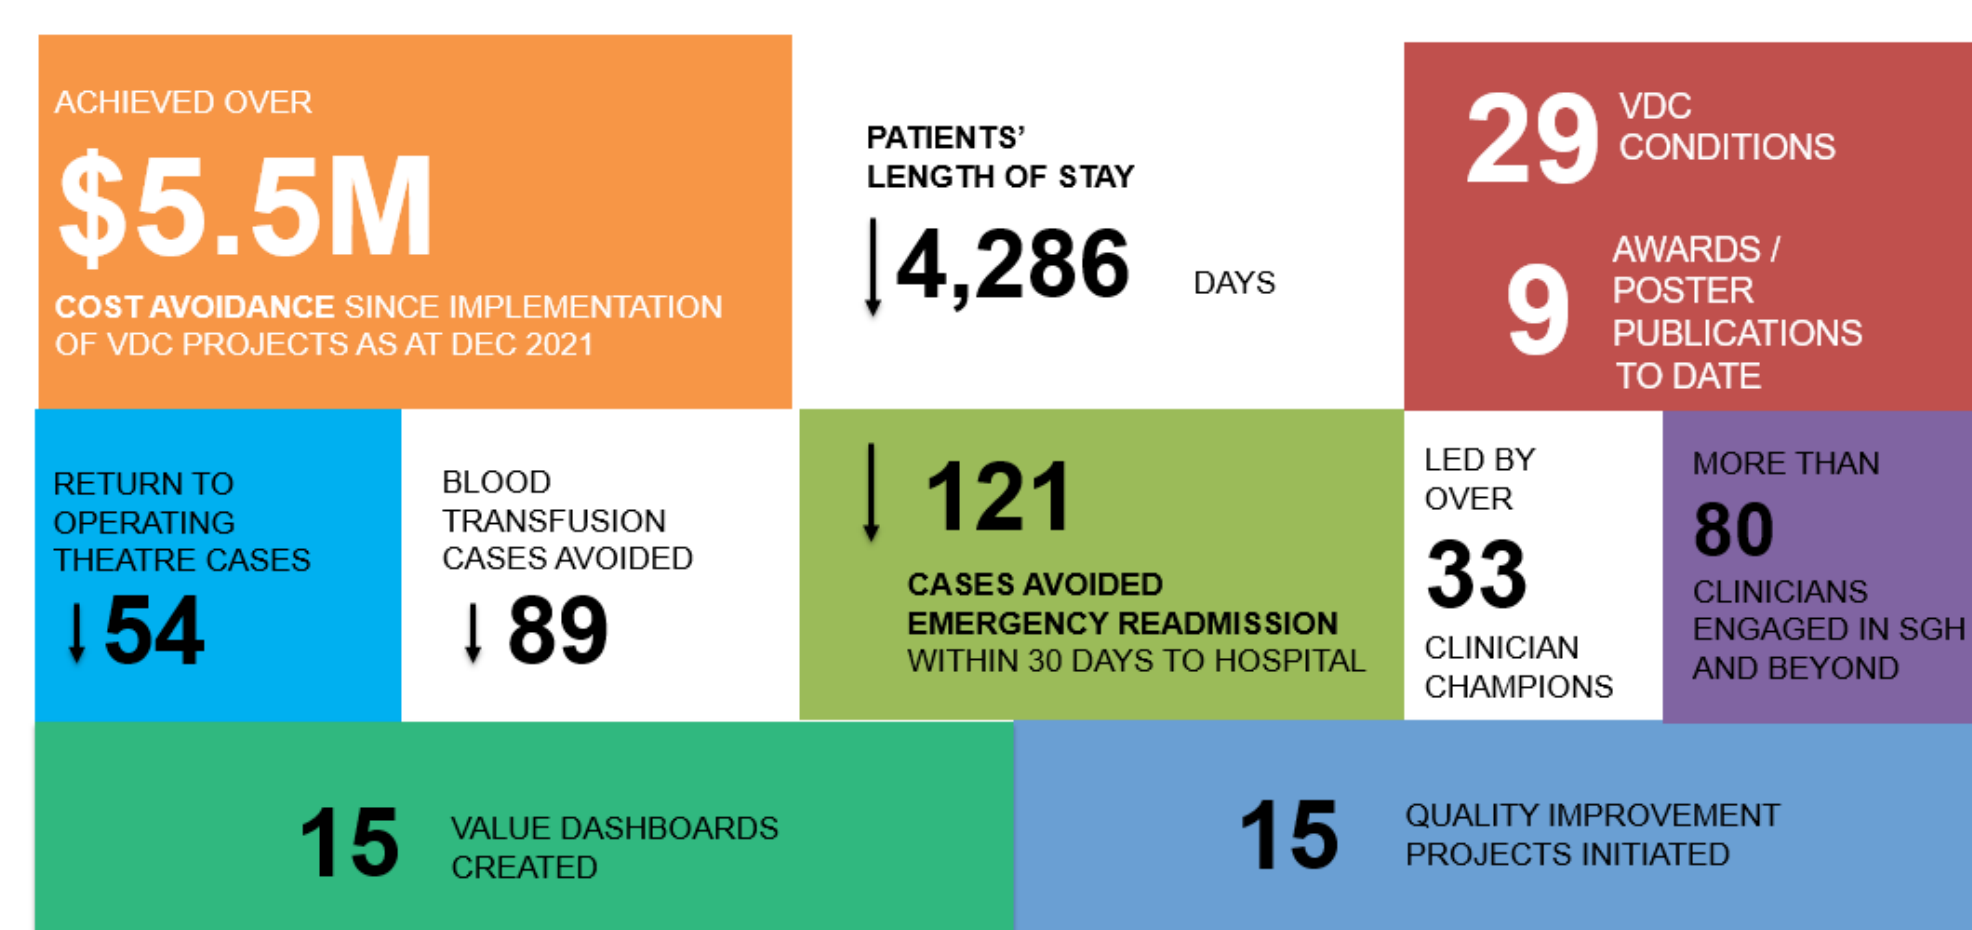 ACHIEVED OVER
$5.5M
COST AVOIDANCE SINCE IMPLEMENTATION
OF VDC PROJECTS AS AT DEC 2021
PATIENTS’
LENGTH OF STAY
↓4,286 DAYS
29 VDC
CONDITIONS
9 AWARDS /
POSTER
PUBLICATIONS
TO DATE
RETURN TO
OPERATING
THEATRE CASES
↓54
BLOOD
TRANSFUSION
CASES AVOIDED
↓ 89
↓ 121
CASES AVOIDED
EMERGENCY READMISSION
WITHIN 30 DAYS TO HOSPITAL
LED BY
OVER
33
CLINICIAN
CHAMPIONS
MORE THAN
80
CLINICIANS
ENGAGED IN SGH
AND BEYOND
15 VALUE DASHBOARDS
CREATED
15 QUALITY IMPROVEMENT
PROJECTS INITIATED